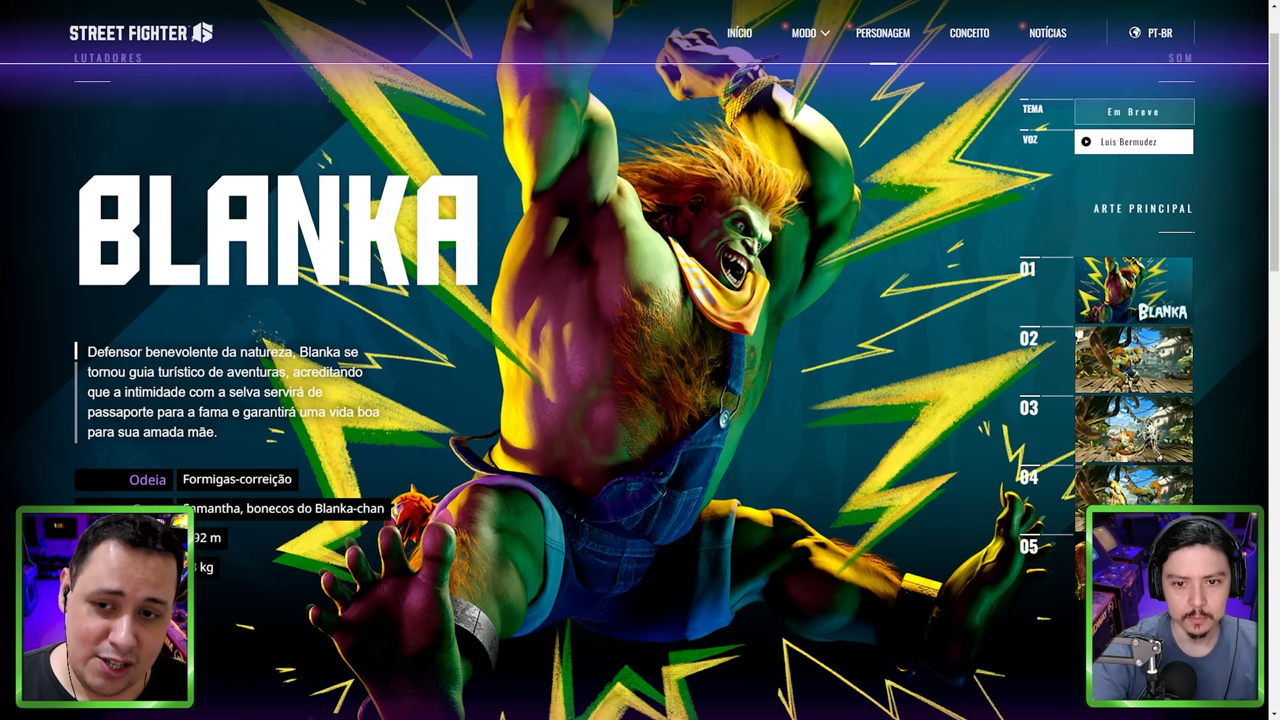 STREET FIGHTER 6
INÍCIO
MODO
PERSONAGEM
CONCEITO
NOTÍCIAS
PT-BR
LUTADORES
SOM
TEMA
Em Breve
VOZ
Luis Bermudez
BLANKA
ARTE PRINCIPAL
01
BLANKA
02
03
04
05
Defensor benevolente da natureza, Blanka se
tornou guia turístico de aventuras, acreditando
que a intimidade com a selva servirá de
passaporte para a fama e garantirá uma vida boa
para sua amada mãe.
Odeia
Formigas-correição
Samantha, bonecos do Blanka-chan
92 m
kg